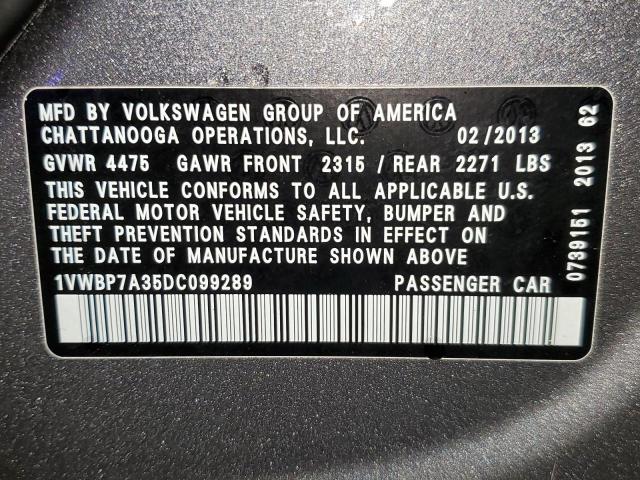 MFD BY VOLKSWAGEN GROUP OF AMERICA
CHATTANOOGA OPERATIONS, LLC. 02/2013
GVWR 4475 GAWR FRONT 2315 / REAR 2271 LBS
THIS VEHICLE CONFORMS TO ALL APPLICABLE U.S.
FEDERAL MOTOR VEHICLE SAFETY, BUMPER AND
THEFT PREVENTION STANDARDS IN EFFECT ON
THE DATE OF MANUFACTURE SHOWN ABOVE
1VWBP7A35DC099289 PASSENGER CAR
0739151 2013 62